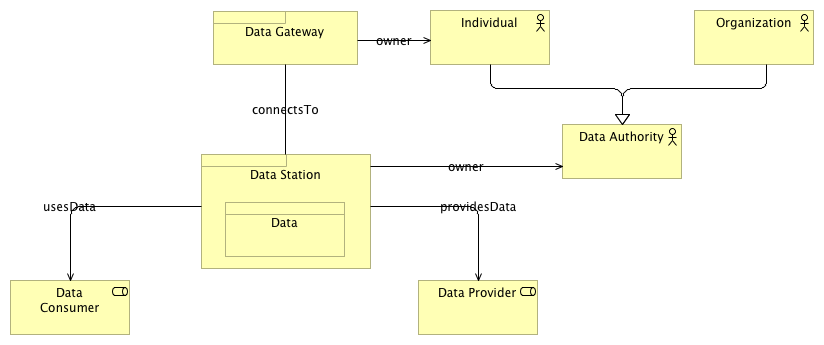 Data Gateway
owner
Individual
Organization
connectsTo
Data Authority
Data Station
owner
usesData
Data
providesData
Data
Consumer
Data Provider